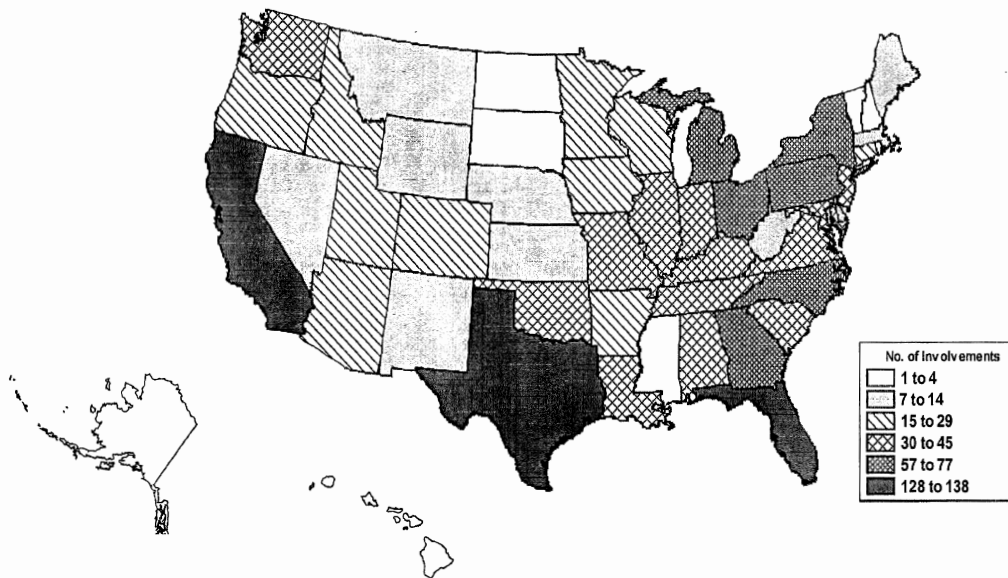 No. of Involvements
1 to 4
7 to 14
15 to 29
30 to 45
57 to 77
128 to 138